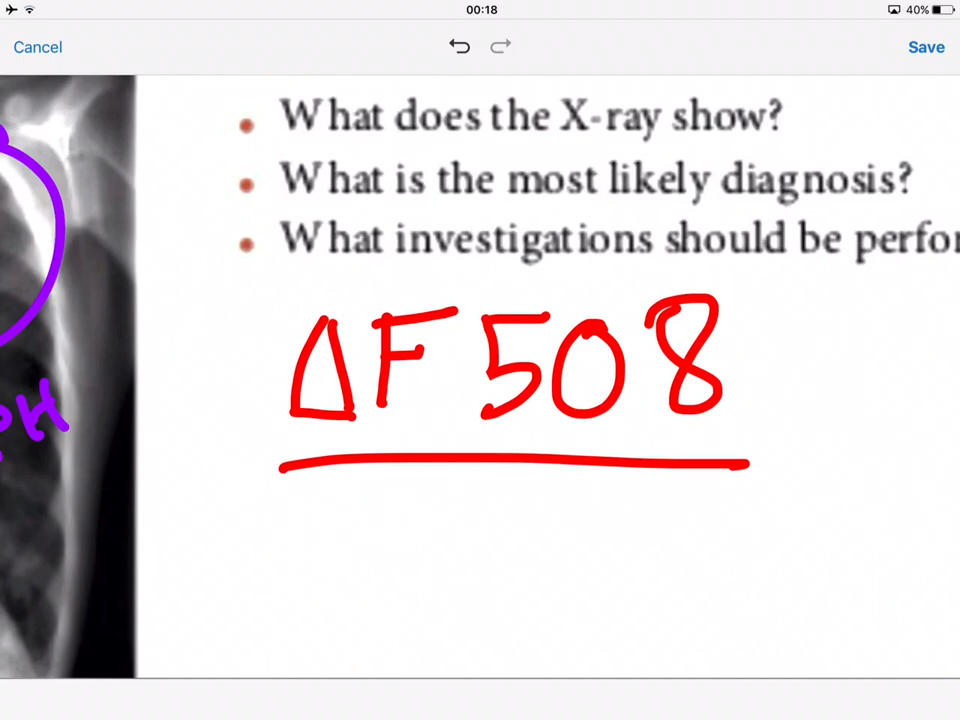 00:18
40%
Cancel
Save
• What does the X-ray show?
• What is the most likely diagnosis?
• What investigations should be perfor
ΔF508
H